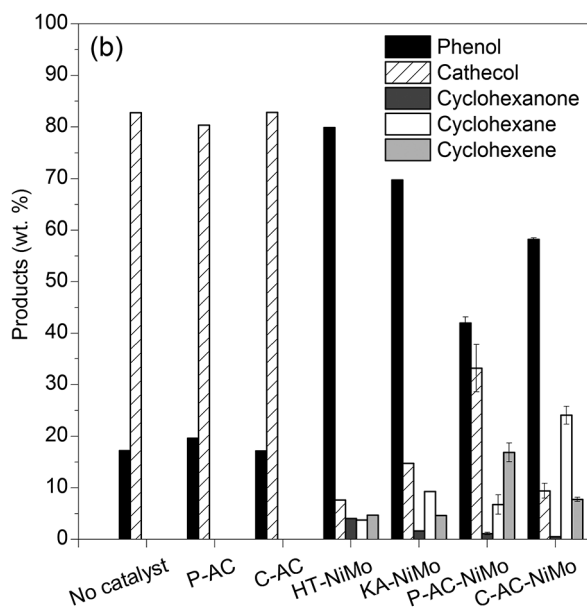 (b)
Phenol
Cathecol
Cyclohexanone
Cyclohexane
Cyclohexene
Products (wt. %)
100
90
80
70
60
50
40
30
20
10
0
No catalyst
P-AC
C-AC
HT-NiMo
KA-NiMo
P-AC-NiMo
C-AC-NiMo